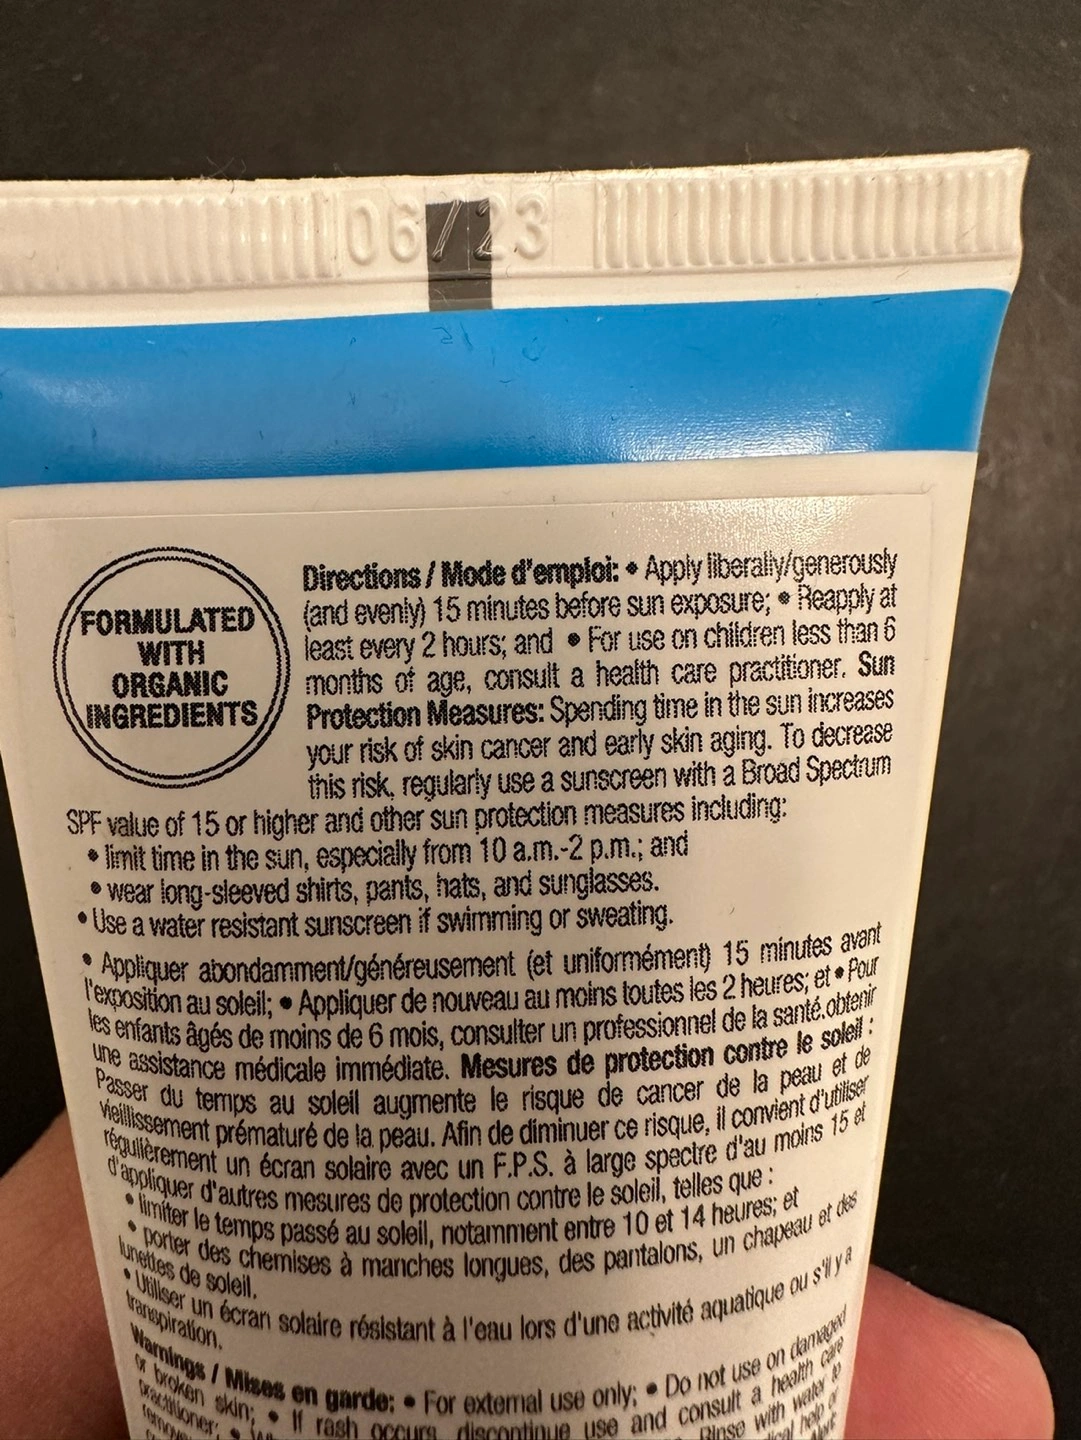 06/23
FORMULATED
WITH
ORGANIC
INGREDIENTS
Directions / Mode d'emploi: • Apply liberally/generously
(and evenly) 15 minutes before sun exposure; • Reapply at
least every 2 hours; and • For use on children less than 6
months of age, consult a health care practitioner. Sun
Protection Measures: Spending time in the sun increases
your risk of skin cancer and early skin aging. To decrease
this risk, regularly use a sunscreen with a Broad Spectrum
SPF value of 15 or higher and other sun protection measures including:
• limit time in the sun, especially from 10 a.m.-2 p.m.; and
• wear long-sleeved shirts, pants, hats, and sunglasses.
• Use a water resistant sunscreen if swimming or sweating.
• Appliquer abondamment/généreusement (et uniformément) 15 minutes avant
l'exposition au soleil; • Appliquer de nouveau au moins toutes les 2 heures; et • Pour
les enfants âgés de moins de 6 mois, consulter un professionnel de la santé.obtenir
une assistance médicale immédiate. Mesures de protection contre le soleil :
Passer du temps au soleil augmente le risque de cancer de la peau et de
vieillissement prématuré de la peau. Afin de diminuer ce risque, il convient d'utiliser
régulièrement un écran solaire avec un F.P.S. à large spectre d'au moins 15 et
d'appliquer d'autres mesures de protection contre le soleil, telles que :
• limiter le temps passé au soleil, notamment entre 10 et 14 heures; et
• porter des chemises à manches longues, des pantalons, un chapeau et des
lunettes de soleil.
• Utiliser un écran solaire résistant à l'eau lors d'une activité aquatique ou s'il y a
transpiration.
Warnings / Mises en garde: • For external use only; • Do not use on damaged
or broken skin; • If rash occurs, discontinue use and consult a health care
practitioner; • Rinse with water to